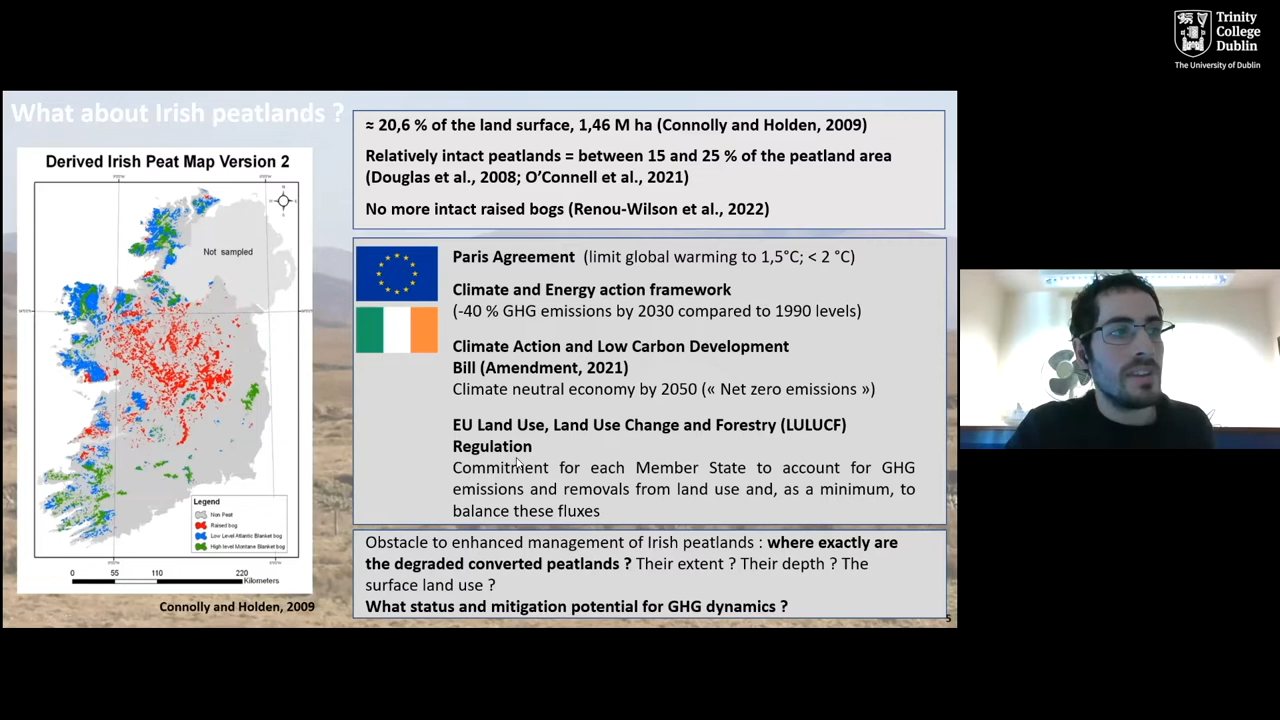 Trinity
College
Dublin
The University of Dublin
What about Irish peatlands ?
Derived Irish Peat Map Version 2
N
Not sampled
Legend
Non Peat
Raised bog
Low Level Atlantic Blanket bog
High level Montane Blanket bog
0 55 110 220
Kilometers
Connolly and Holden, 2009
≈ 20,6 % of the land surface, 1,46 M ha (Connolly and Holden, 2009)
Relatively intact peatlands = between 15 and 25 % of the peatland area
(Douglas et al., 2008; O’Connell et al., 2021)
No more intact raised bogs (Renou-Wilson et al., 2022)
Paris Agreement (limit global warming to 1,5°C; < 2 °C)
Climate and Energy action framework
(-40 % GHG emissions by 2030 compared to 1990 levels)
Climate Action and Low Carbon Development
Bill (Amendment, 2021)
Climate neutral economy by 2050 (« Net zero emissions »)
EU Land Use, Land Use Change and Forestry (LULUCF)
Regulation
Commitment for each Member State to account for GHG
emissions and removals from land use and, as a minimum, to
balance these fluxes
Obstacle to enhanced management of Irish peatlands : where exactly are
the degraded converted peatlands ? Their extent ? Their depth ? The
surface land use ?
What status and mitigation potential for GHG dynamics ?
5